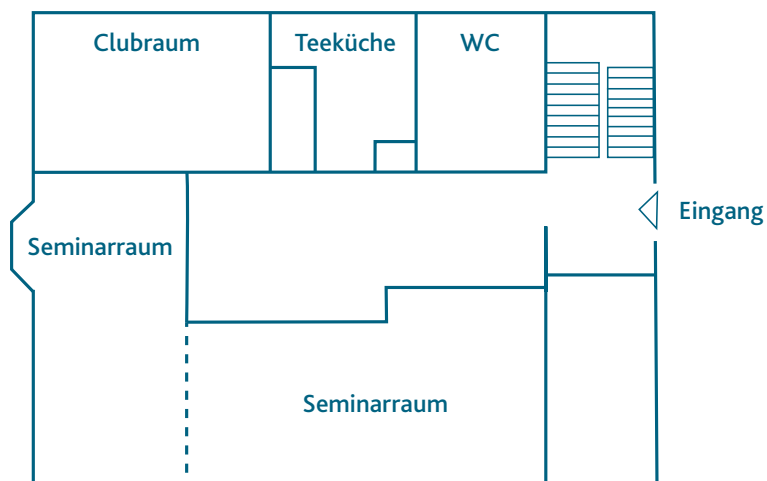 Clubraum
Teeküche
WC
Eingang
Seminarraum
Seminarraum